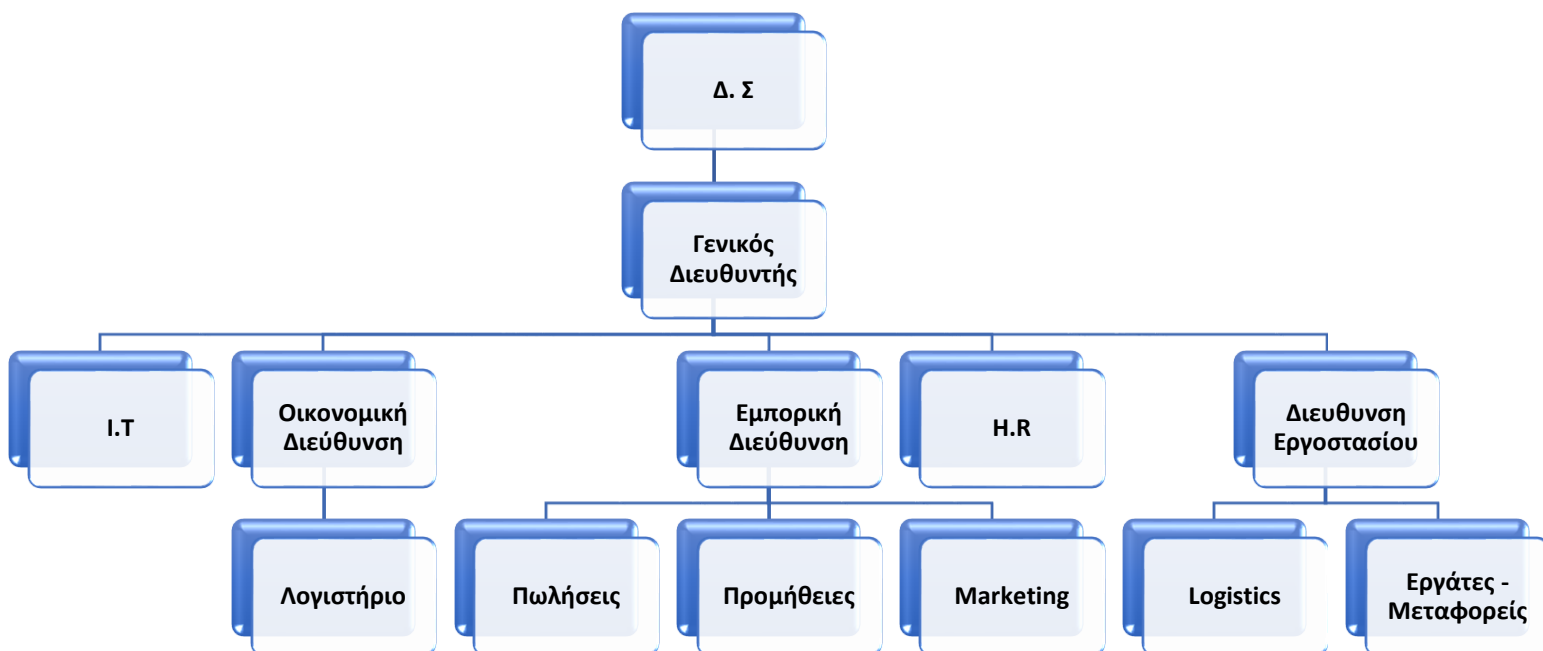 Δ. Σ
Γενικός
Διευθυντής
I.T
Οικονομική
Διεύθυνση
Εμπορική
Διεύθυνση
H.R
Διευθυνση
Εργοστασίου
Λογιστήριο
Πωλήσεις
Προμήθειες
Marketing
Logistics
Εργάτες -
Μεταφορείς